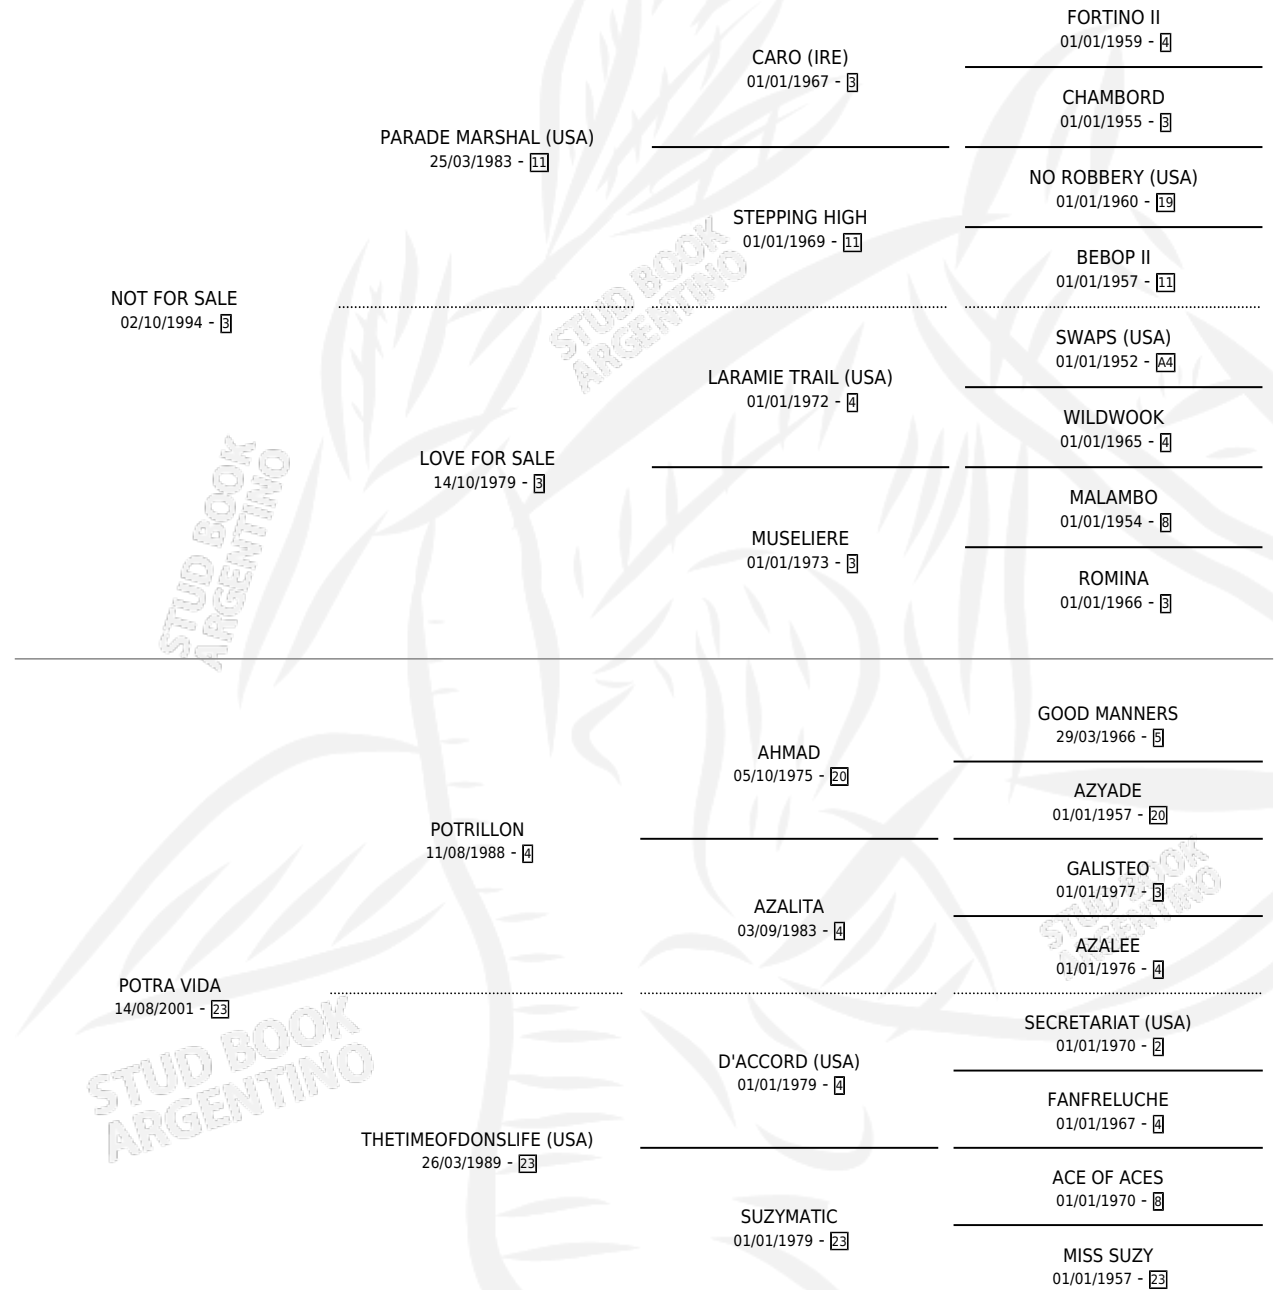 FORTINO II
01/01/1959 - 4
CARO (IRE)
01/01/1967 - 3
CHAMBORD
01/01/1955 - 3
PARADE MARSHAL (USA)
25/03/1983 - 11
NO ROBBERY (USA)
01/01/1960 - 19
STEPPING HIGH
01/01/1969 - 11
BEBOP II
01/01/1957 - 11
NOT FOR SALE
02/10/1994 - 3
STUD BOOK
ARGENTINO
SWAPS (USA)
01/01/1952 - A4
LARAMIE TRAIL (USA)
01/01/1972 - 4
WILDWOOK
01/01/1965 - 4
LOVE FOR SALE
14/10/1979 - 3
MALAMBO
01/01/1954 - 8
MUSELIERE
01/01/1973 - 3
ROMINA
01/01/1966 - 3
STUD BOOK
ARGENTINO
GOOD MANNERS
29/03/1966 - 5
AHMAD
05/10/1975 - 20
AZYADE
01/01/1957 - 20
POTRILLON
11/08/1988 - 4
GALISTEO
01/01/1977 - 3
AZALITA
03/09/1983 - 4
AZALEE
01/01/1976 - 4
STUD BOOK
ARGENTINO
POTRA VIDA
14/08/2001 - 23
STUD BOOK
ARGENTINO
SECRETARIAT (USA)
01/01/1970 - 2
D'ACCORD (USA)
01/01/1979 - 4
FANFRELUCHE
01/01/1967 - 4
THETIMEOFDONSLIFE (USA)
26/03/1989 - 23
ACE OF ACES
01/01/1970 - 8
SUZYMATIC
01/01/1979 - 23
MISS SUZY
01/01/1957 - 23